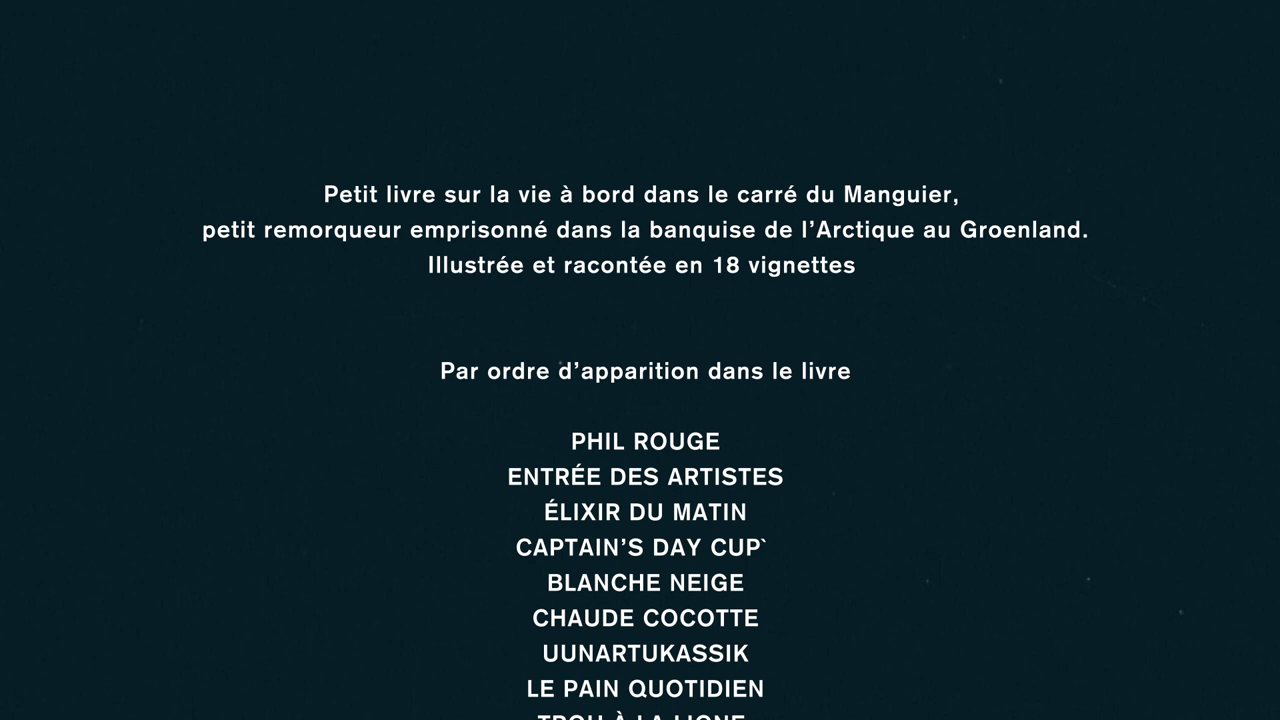 Petit livre sur la vie à bord dans le carré du Manguier,
petit remorqueur emprisonné dans la banquise de l’Arctique au Groenland.
Illustrée et racontée en 18 vignettes
Par ordre d’apparition dans le livre
PHIL ROUGE
ENTRÉE DES ARTISTES
ÉLIXIR DU MATIN
CAPTAIN’S DAY CUP`
BLANCHE NEIGE
CHAUDE COCOTTE
UUNARTUKASSIK
LE PAIN QUOTIDIEN
TROU À LA LIGNE